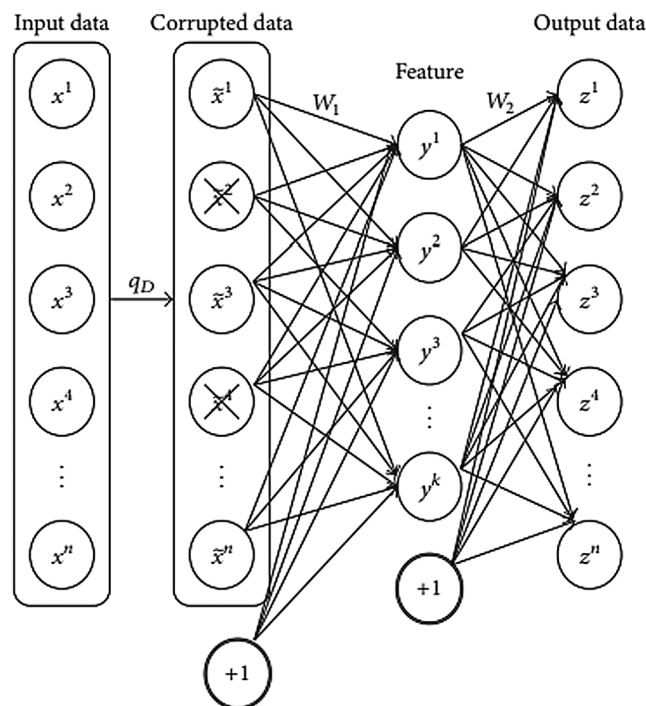 Input data
Corrupted data
Output data
Feature
x¹
x̃¹
W₁
y¹
W₂
z¹
x²
x̃²
y²
z²
x³
q_D
x̃³
y³
z³
x⁴
x̃⁴
z⁴
⋮
⋮
⋮
⋮
yᵏ
xⁿ
x̃ⁿ
zⁿ
+1
+1